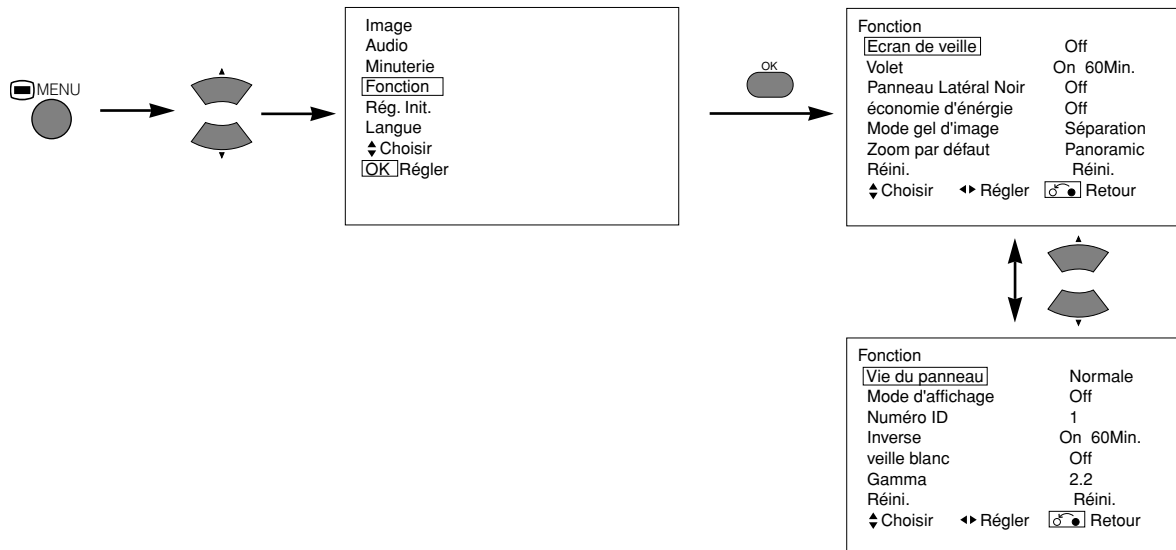 MENU
Image
Audio
Minuterie
Fonction
Rég. Init.
Langue
Choisir
OK Régler
OK
Fonction
Ecran de veille Off
Volet On 60Min.
Panneau Latéral Noir Off
économie d'énérgie Off
Mode gel d'image Séparation
Zoom par défaut Panoramic
Réini. Réini.
Choisir Régler Retour
Fonction
Vie du panneau Normale
Mode d'affichage Off
Numéro ID 1
Inverse On 60Min.
veille blanc Off
Gamma 2.2
Réini. Réini.
Choisir Régler Retour